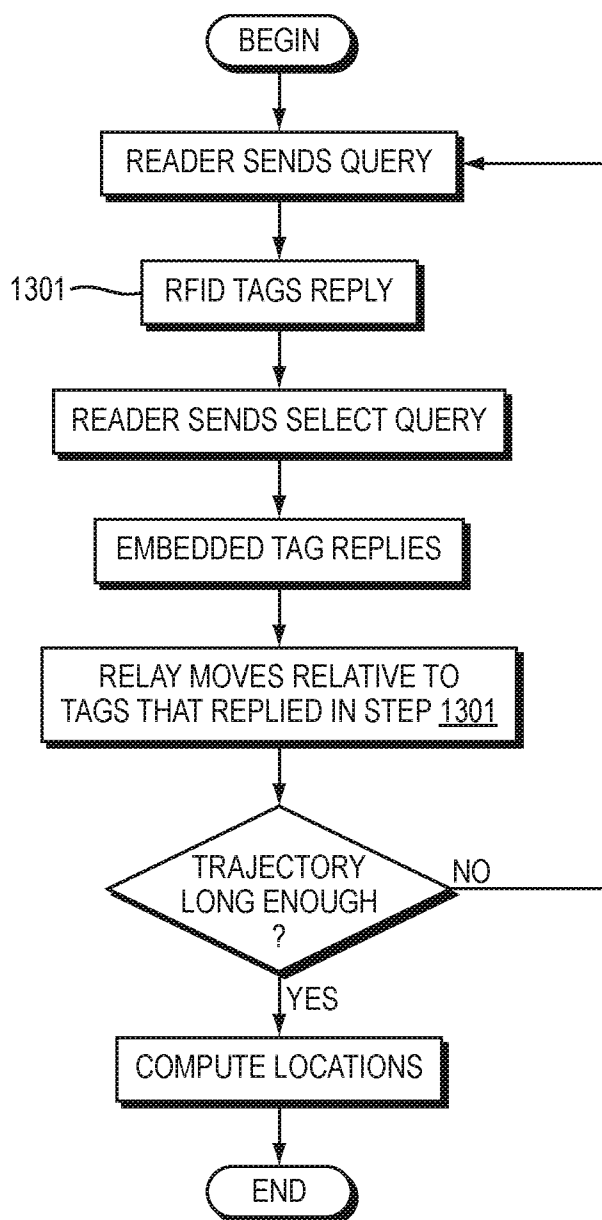 BEGIN
READER SENDS QUERY
1301
RFID TAGS REPLY
READER SENDS SELECT QUERY
EMBEDDED TAG REPLIES
RELAY MOVES RELATIVE TO
TAGS THAT REPLIED IN STEP 1301
TRAJECTORY
LONG ENOUGH
?
NO
YES
COMPUTE LOCATIONS
END